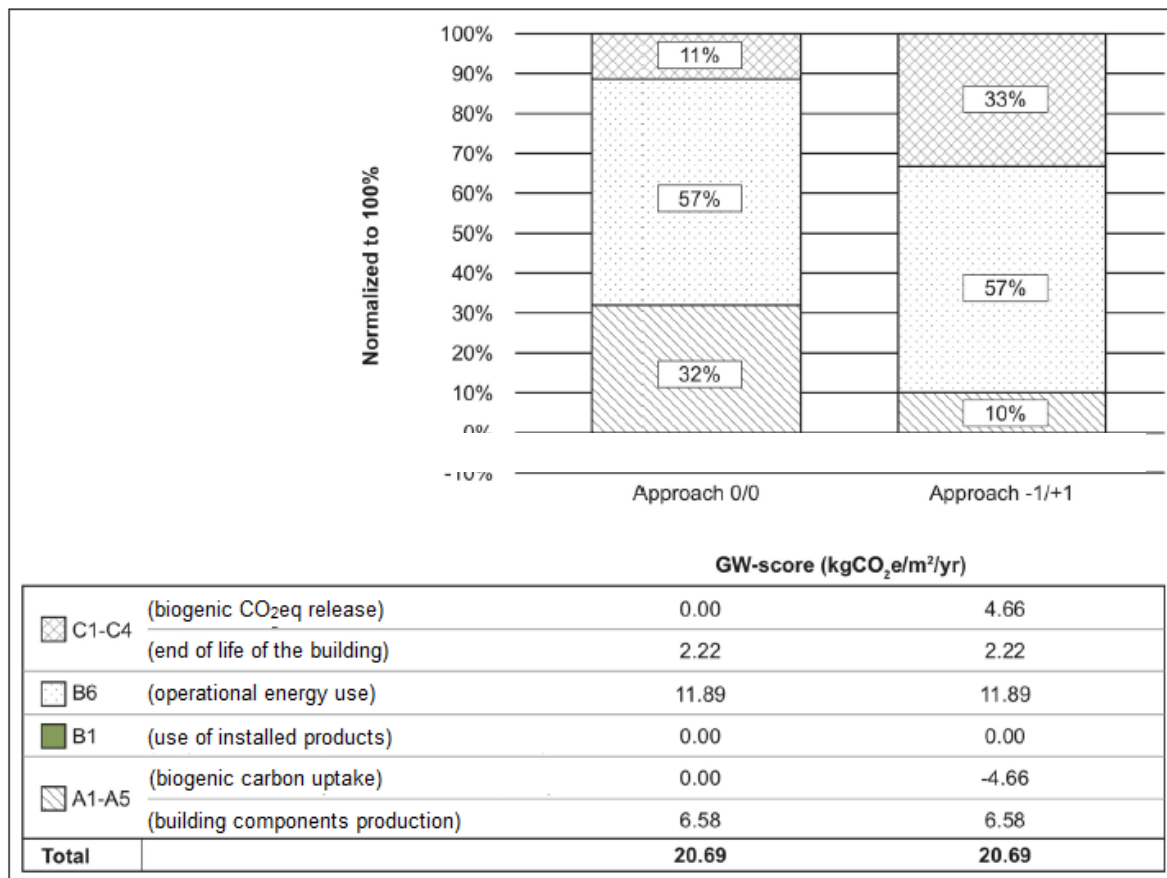 100%
90%
80%
70%
60%
50%
40%
30%
20%
10%
0%
-10%
Normalized to 100%
11%
57%
32%
33%
57%
10%
Approach 0/0 Approach -1/+1
GW-score (kgCO₂e/m²/yr)
C1-C4 (biogenic CO₂eq release) 0.00 4.66
(end of life of the building) 2.22 2.22
B6 (operational energy use) 11.89 11.89
B1 (use of installed products) 0.00 0.00
A1-A5 (biogenic carbon uptake) 0.00 -4.66
(building components production) 6.58 6.58
Total 20.69 20.69